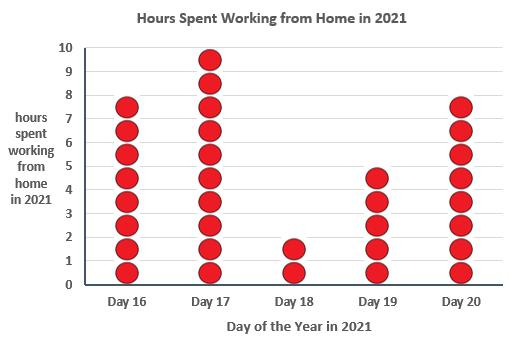 Hours Spent Working from Home in 2021
10
9
8
7
6
5
4
3
2
1
0
hours
spent
working
from
home
in 2021
Day 16 Day 17 Day 18 Day 19 Day 20
Day of the Year in 2021